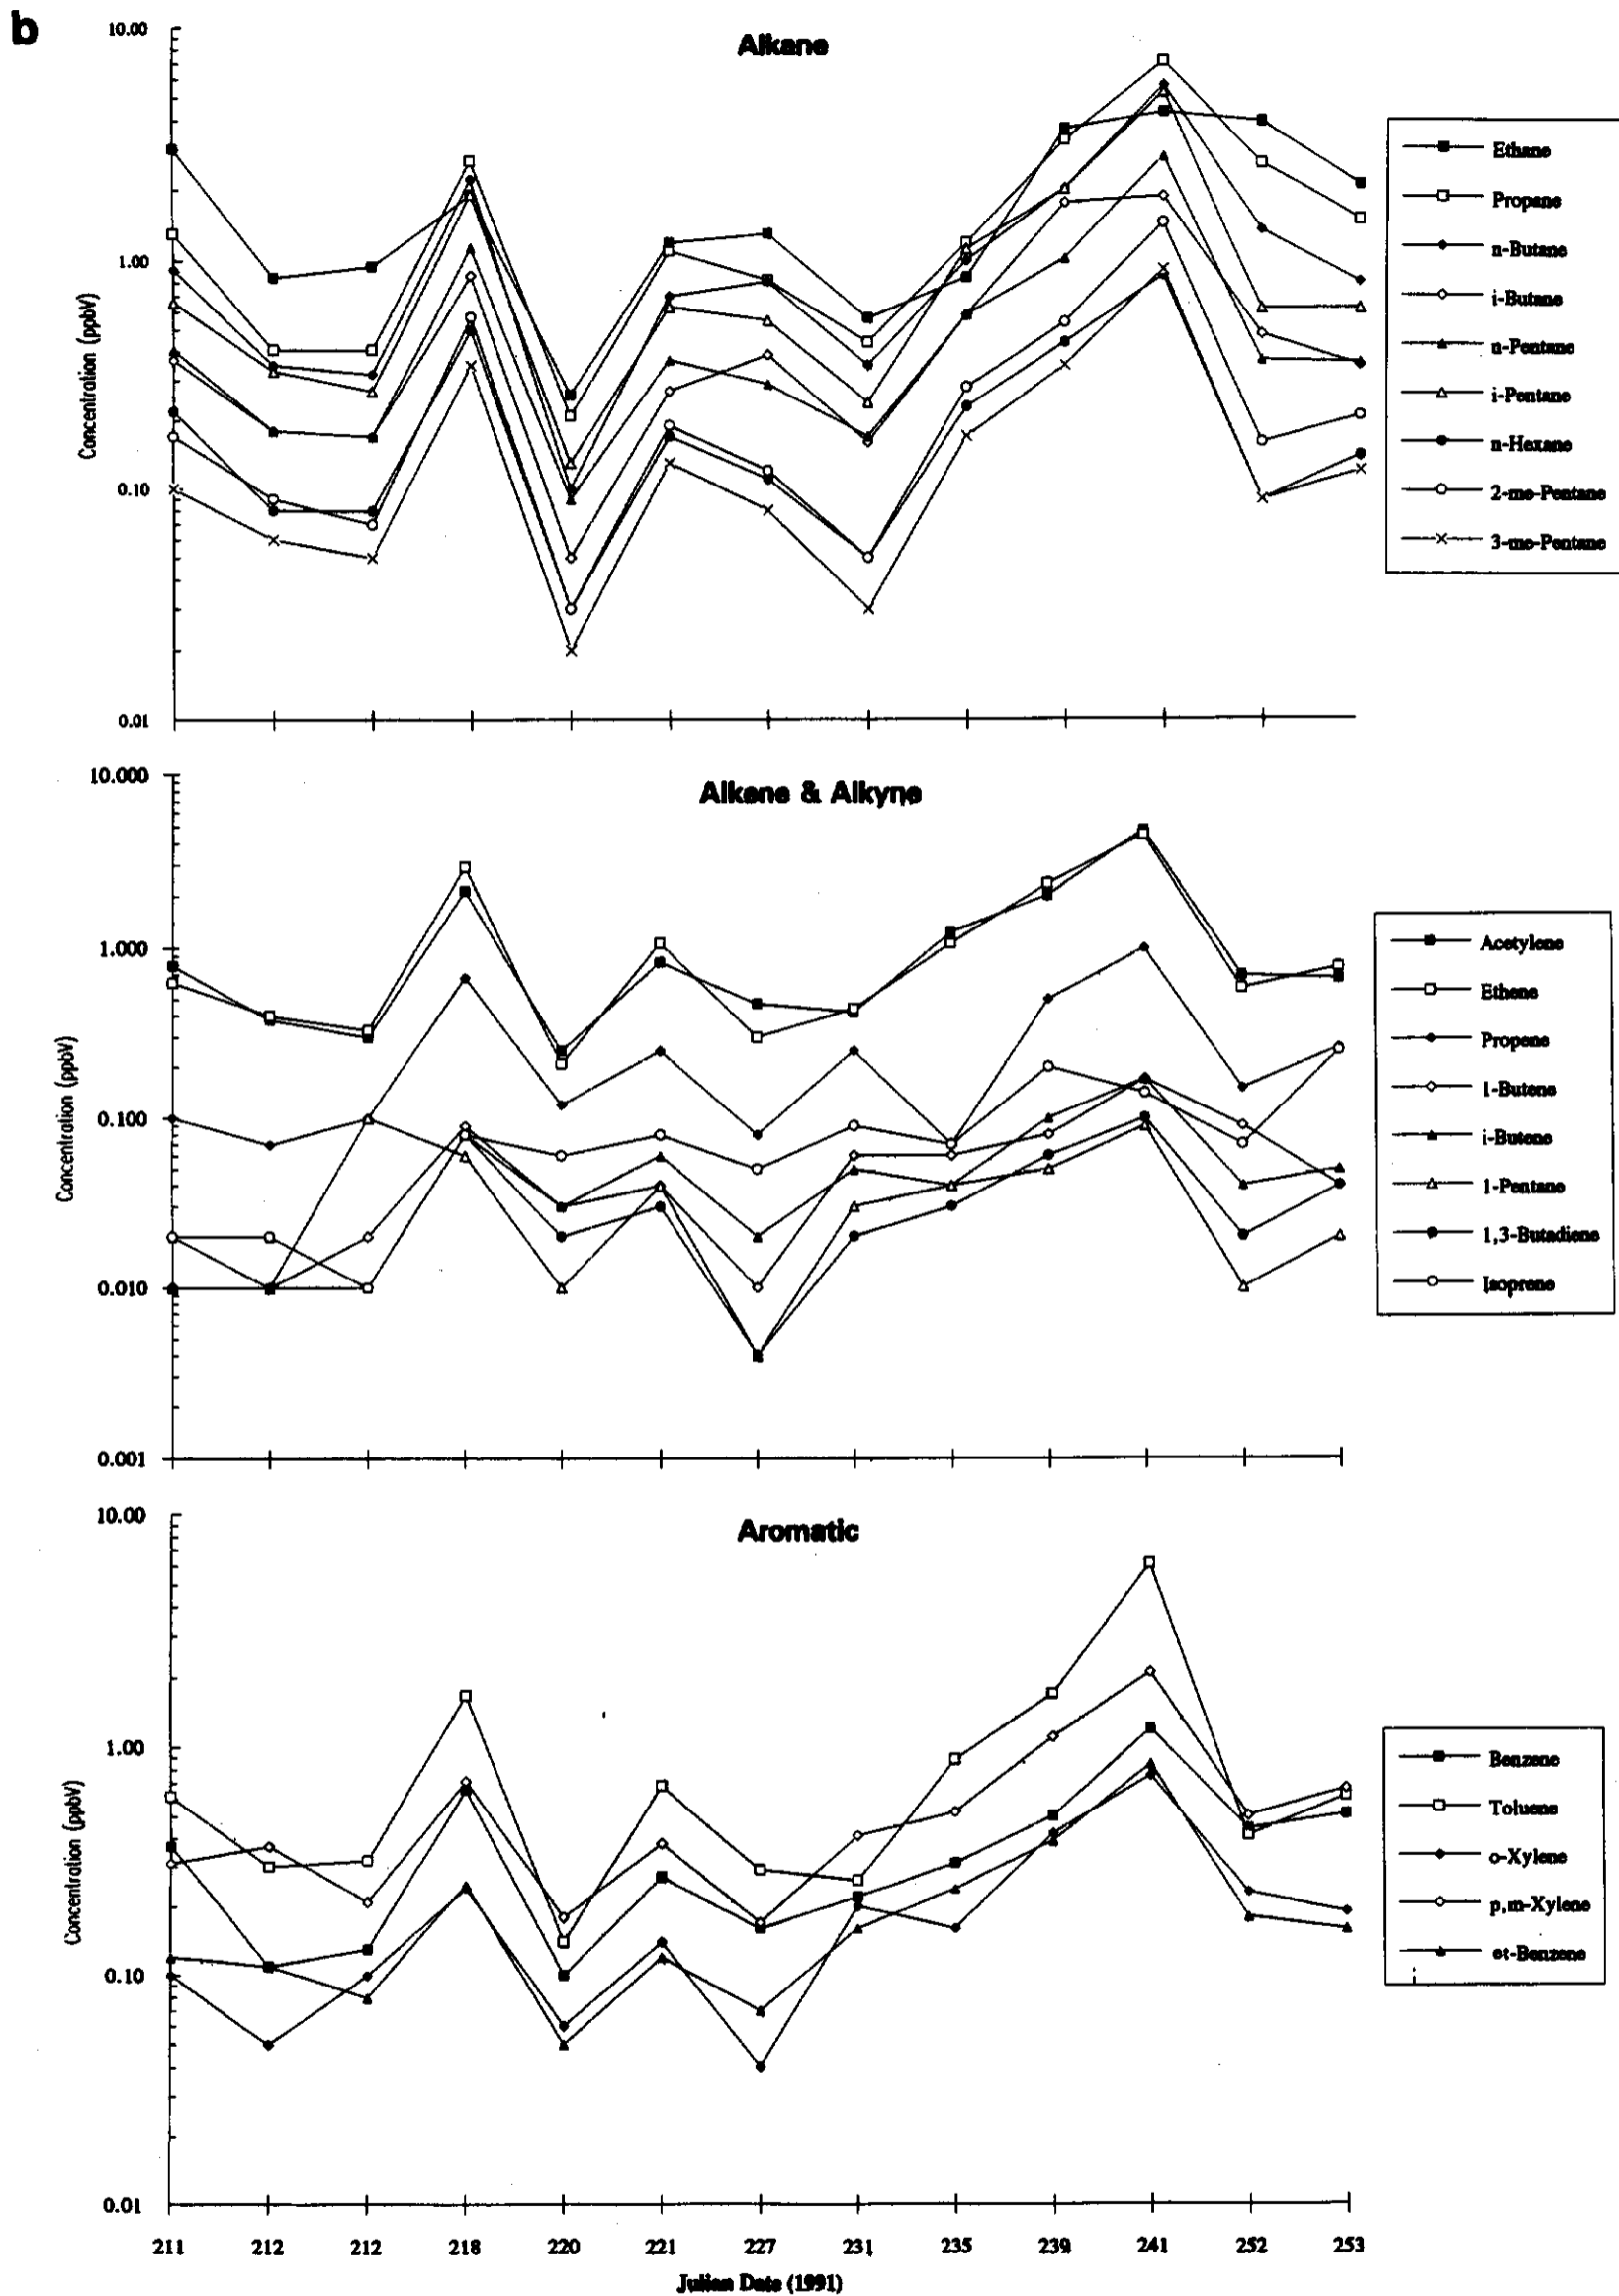 b
Alkane
10.00
1.00
0.10
0.01
Concentration (ppbV)
Ethane
Propane
n-Butane
i-Butane
n-Pentane
i-Pentane
n-Hexane
2-me-Pentane
3-me-Pentane
Alkene & Alkyne
10.000
1.000
0.100
0.010
0.001
Concentration (ppbV)
Acetylene
Ethene
Propene
1-Butene
i-Butene
1-Pentane
1,3-Butadiene
Isoprene
Aromatic
10.00
1.00
0.10
0.01
Concentration (ppbV)
Benzene
Toluene
o-Xylene
p,m-Xylene
et-Benzene
211 212 212 218 220 221 227 231 235 239 241 252 253
Julian Date (1991)